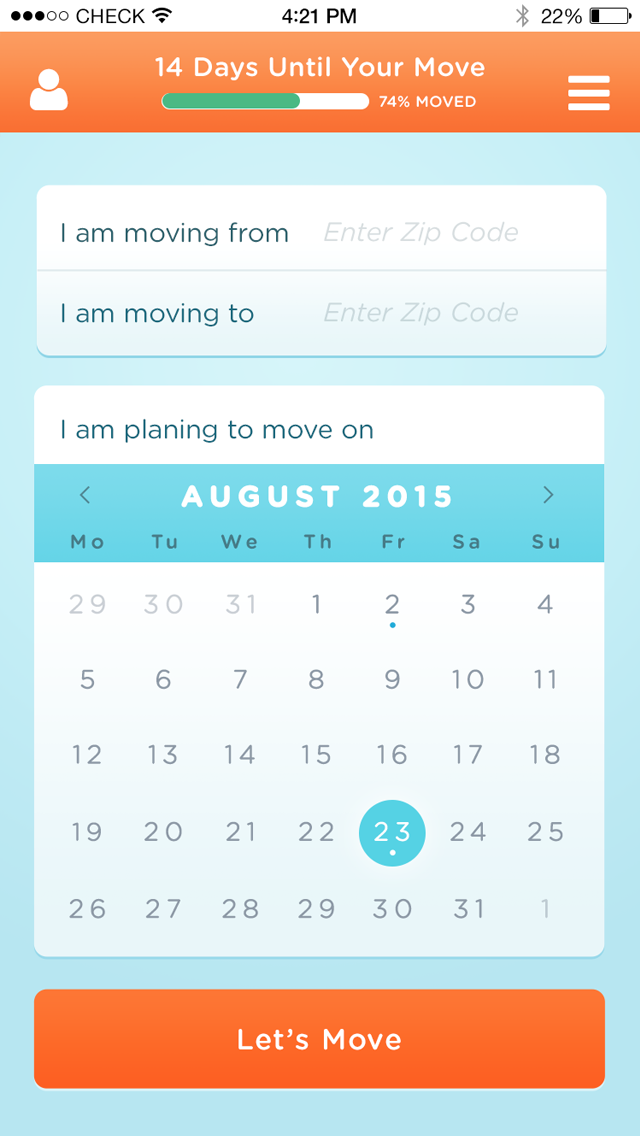 CHECK 4:21 PM 22%
14 Days Until Your Move
74% MOVED
I am moving from Enter Zip Code
I am moving to Enter Zip Code
I am planing to move on
AUGUST 2015
Mo Tu We Th Fr Sa Su
29 30 31 1 2 3 4
5 6 7 8 9 10 11
12 13 14 15 16 17 18
19 20 21 22 23 24 25
26 27 28 29 30 31 1
Let's Move